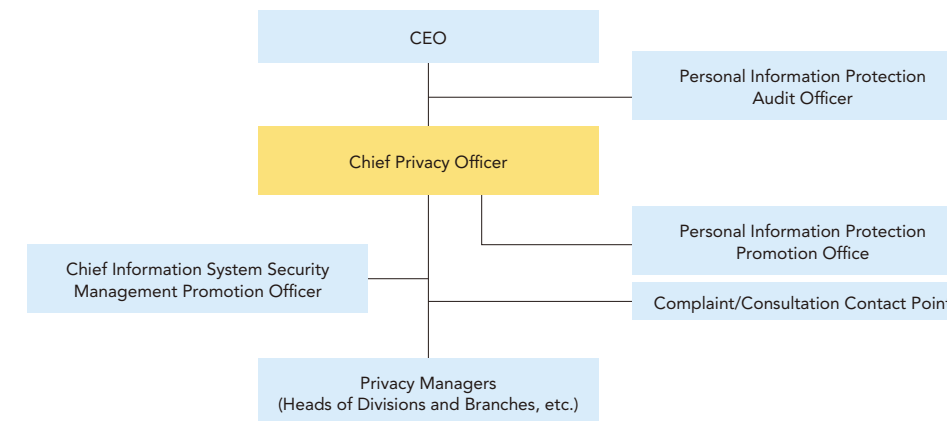 CEO
Personal Information Protection
Audit Officer
Chief Privacy Officer
Personal Information Protection
Promotion Office
Chief Information System Security
Management Promotion Officer
Complaint/Consultation Contact Point
Privacy Managers
(Heads of Divisions and Branches, etc.)